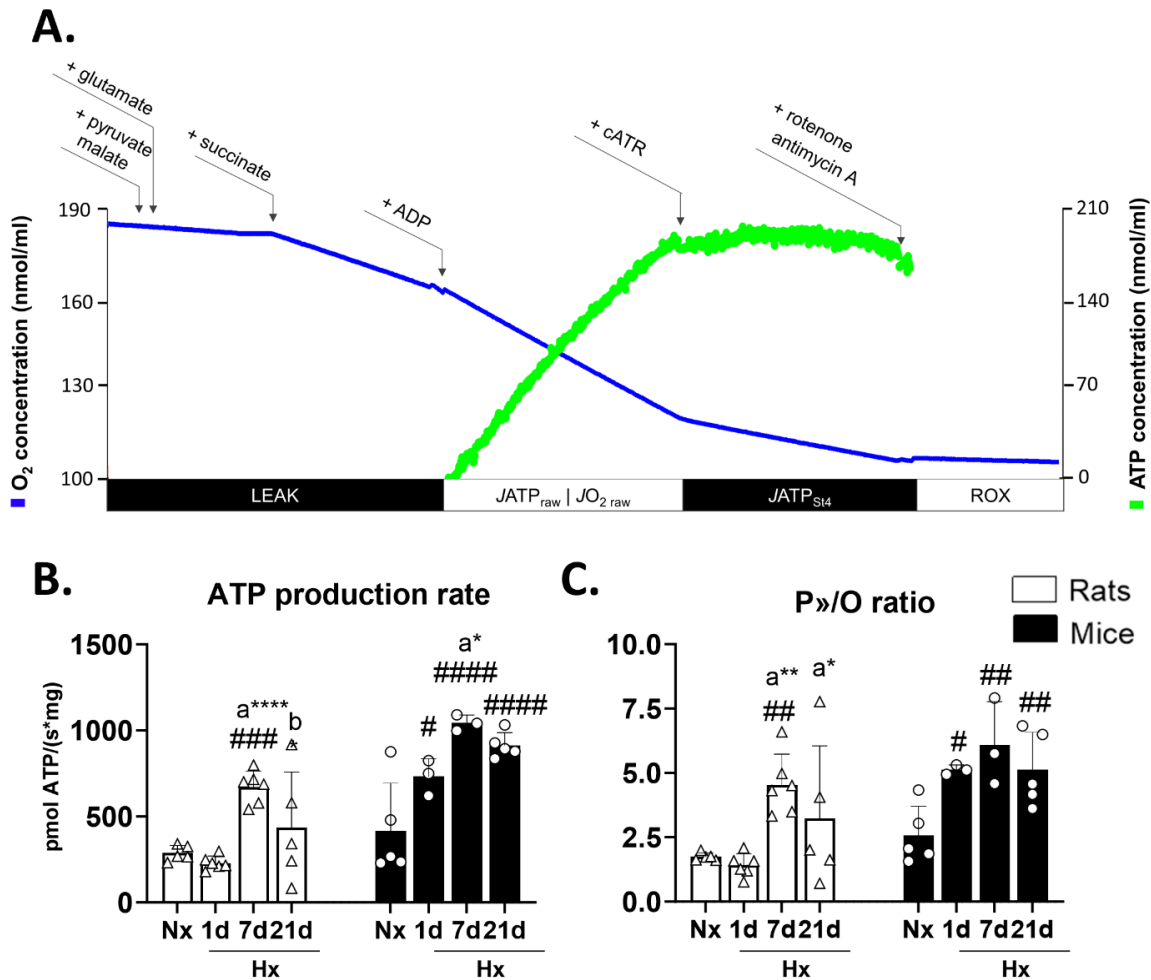 A.
+ glutamate
+ pyruvate
malate
+ succinate
+ ADP
+ cATR
+ rotenone
antimycin A
190
160
130
100
O2 concentration (nmol/ml)
210
140
70
0
ATP concentration (nmol/ml)
LEAK
JATPraw | JO2 raw
JATPSt4
ROX
B.
ATP production rate
pmol ATP/(s*mg)
1500
1000
500
0
a****
###
b
*
#
a*
####
####
Nx 1d 7d 21d
Hx
Nx 1d 7d 21d
Hx
C.
P»/O ratio
Rats
Mice
10.0
7.5
5.0
2.5
0.0
a**
##
a*
#
##
##
Nx 1d 7d 21d
Hx
Nx 1d 7d 21d
Hx